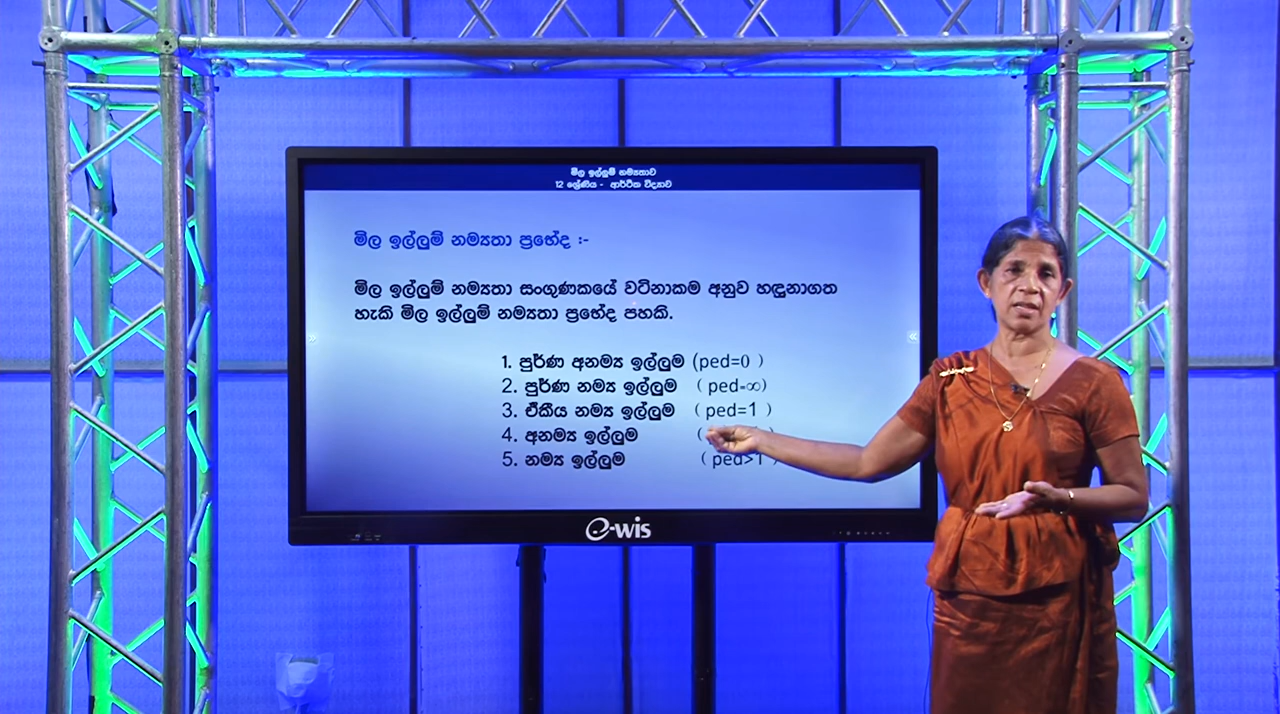 මිල ඉල්ලුම් නම්‍යතාව
12 ශ්‍රේණිය - ආර්ථික විද්‍යාව
මිල ඉල්ලුම් නම්‍යතා ප්‍රභේද :-
මිල ඉල්ලුම් නම්‍යතා සංගුණකයේ වටිනාකම අනුව හඳුනාගත
හැකි මිල ඉල්ලුම් නම්‍යතා ප්‍රභේද පහකි.
1. පුර්ණ අනම්‍ය ඉල්ලුම (ped=0 )
2. පුර්ණ නම්‍ය ඉල්ලුම ( ped=∞)
3. ඒකීය නම්‍ය ඉල්ලුම ( ped=1 )
4. අනම්‍ය ඉල්ලුම (
5. නම්‍ය ඉල්ලුම ( ped>1 )
e-wis